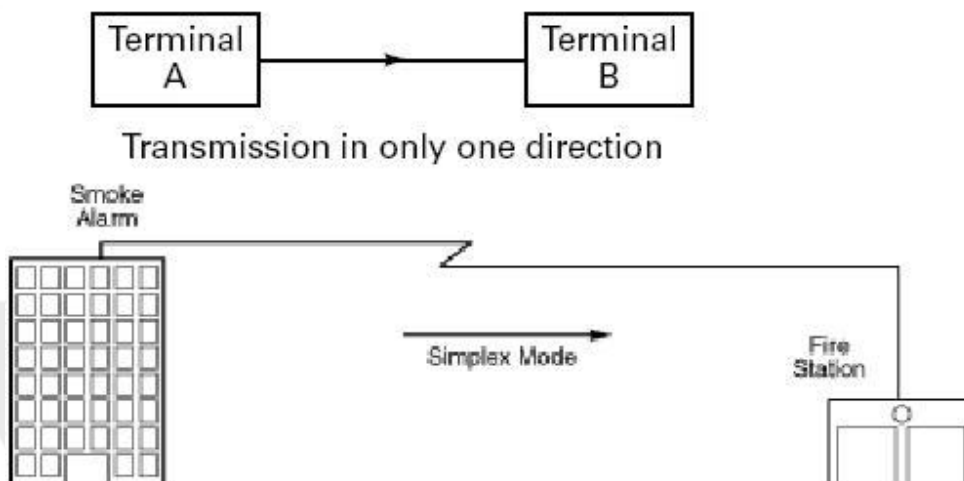 Terminal
A
Terminal
B
Transmission in only one direction
Smoke
Alarm
Simplex Mode
Fire
Station